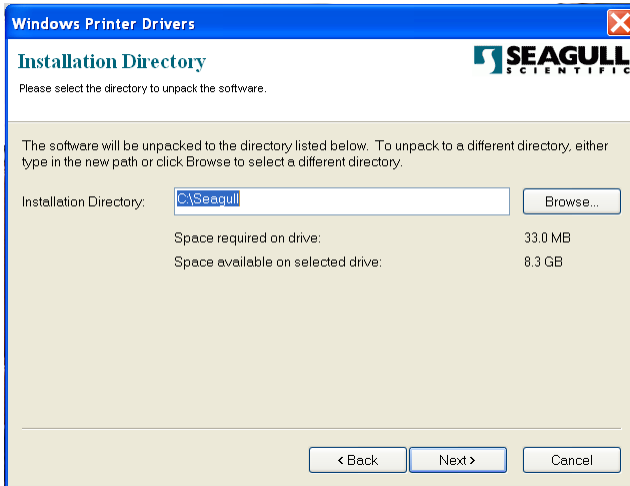 Windows Printer Drivers
Installation Directory
SEAGULL
SCIENTIFIC
Please select the directory to unpack the software.
The software will be unpacked to the directory listed below. To unpack to a different directory, either
type in the new path or click Browse to select a different directory.
Installation Directory: C:\Seagull Browse...
Space required on drive: 33.0 MB
Space available on selected drive: 8.3 GB
< Back Next > Cancel